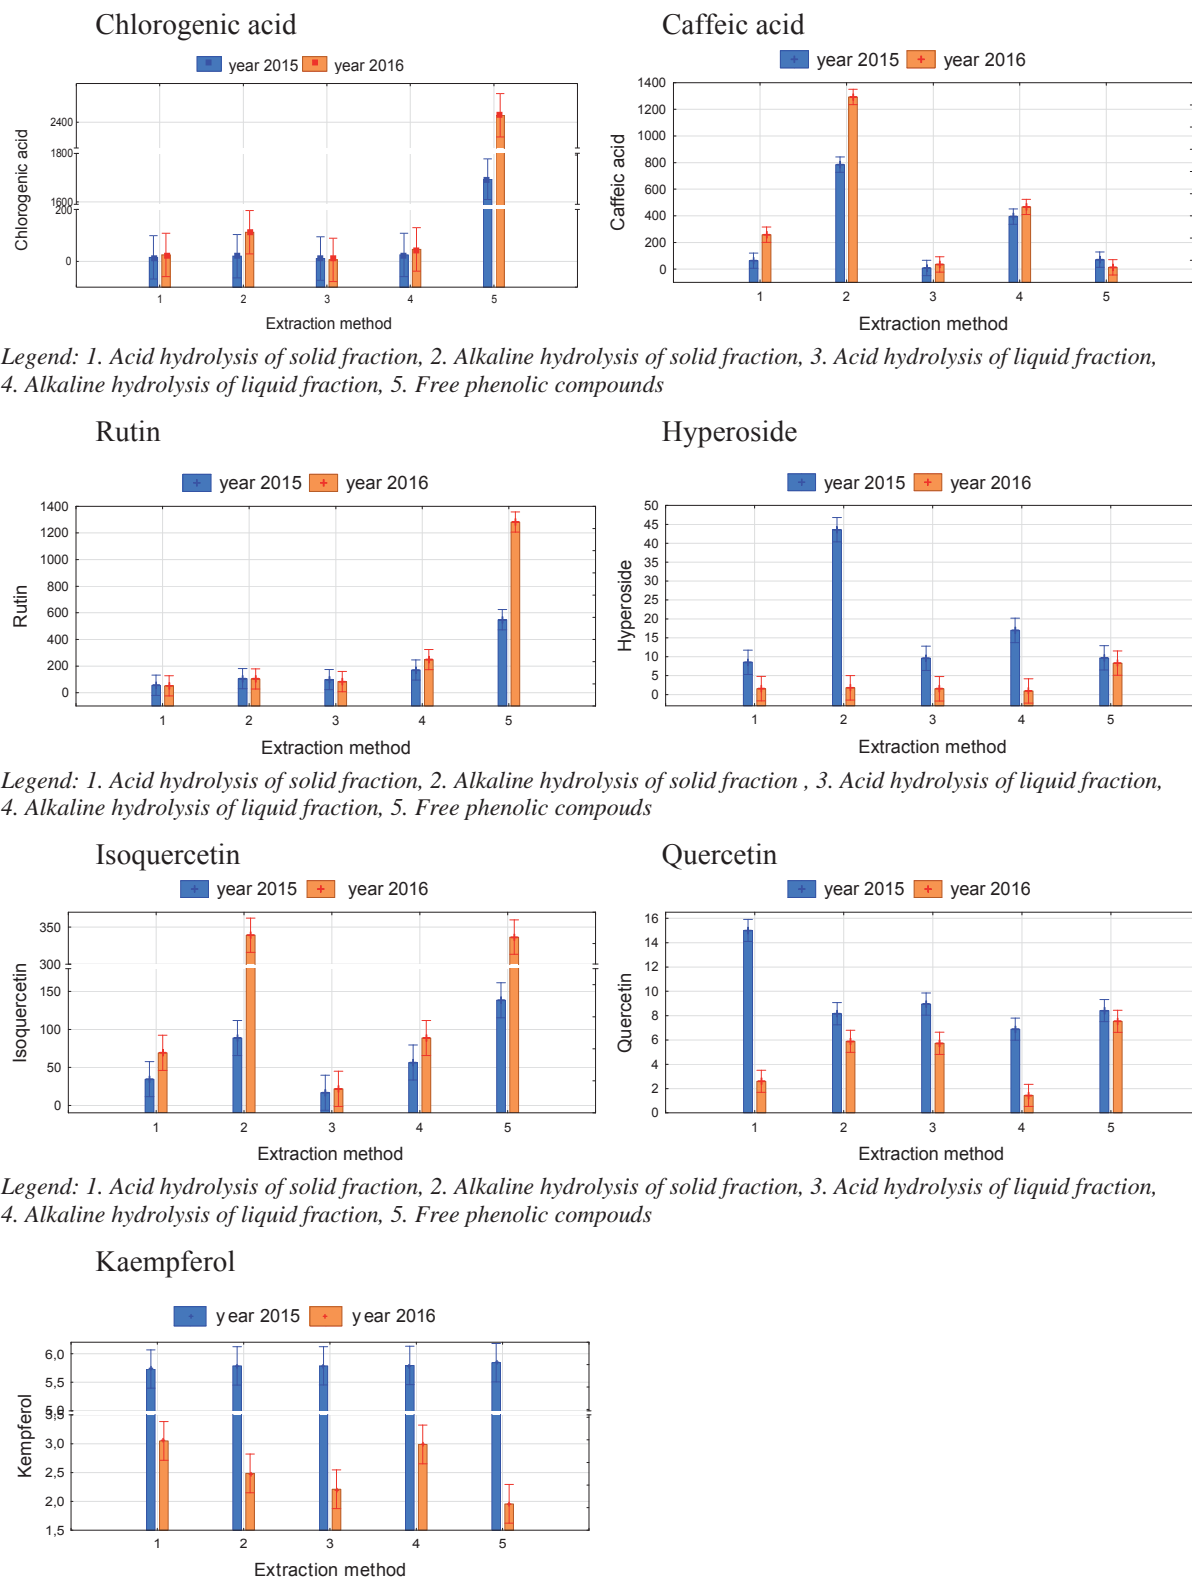 Chlorogenic acid
year 2015 year 2016
Chlorogenic acid
2400
1800
1600
200
0
1 2 3 4 5
Extraction method
Caffeic acid
year 2015 year 2016
Caffeic acid
1400
1200
1000
800
600
400
200
0
1 2 3 4 5
Extraction method
Legend: 1. Acid hydrolysis of solid fraction, 2. Alkaline hydrolysis of solid fraction, 3. Acid hydrolysis of liquid fraction,
4. Alkaline hydrolysis of liquid fraction, 5. Free phenolic compounds
Rutin
year 2015 year 2016
Rutin
1400
1200
1000
800
600
400
200
0
1 2 3 4 5
Extraction method
Hyperoside
year 2015 year 2016
Hyperoside
50
45
40
35
30
25
20
15
10
5
0
1 2 3 4 5
Extraction method
Legend: 1. Acid hydrolysis of solid fraction, 2. Alkaline hydrolysis of solid fraction , 3. Acid hydrolysis of liquid fraction,
4. Alkaline hydrolysis of liquid fraction, 5. Free phenolic compouds
Isoquercetin
year 2015 year 2016
Isoquercetin
350
300
150
100
50
0
1 2 3 4 5
Extraction method
Quercetin
year 2015 year 2016
Quercetin
16
14
12
10
8
6
4
2
0
1 2 3 4 5
Extraction method
Legend: 1. Acid hydrolysis of solid fraction, 2. Alkaline hydrolysis of solid fraction, 3. Acid hydrolysis of liquid fraction,
4. Alkaline hydrolysis of liquid fraction, 5. Free phenolic compouds
Kaempferol
year 2015 year 2016
Kempferol
6,0
5,5
5,0
3,5
3,0
2,5
2,0
1,5
1 2 3 4 5
Extraction method